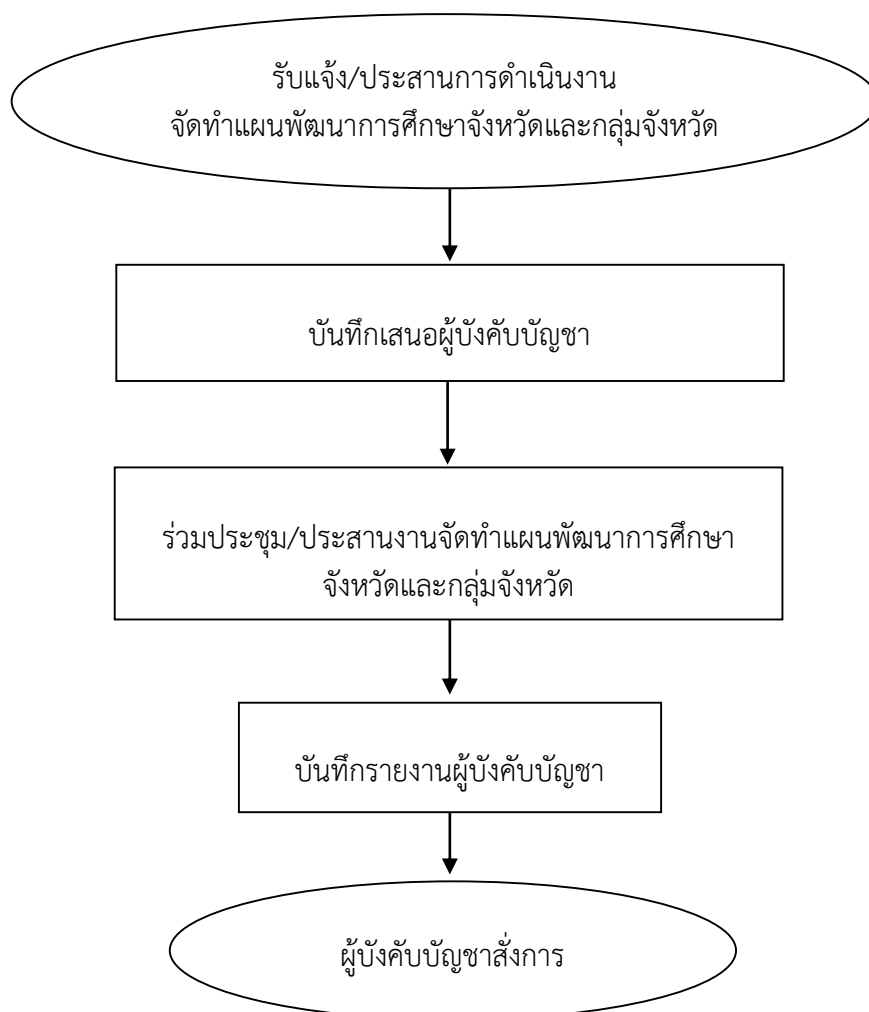 รับแจ้ง/ประสานการดำเนินงาน
จัดทำแผนพัฒนาการศึกษาจังหวัดและกลุ่มจังหวัด
บันทึกเสนอผู้บังคับบัญชา
ร่วมประชุม/ประสานงานจัดทำแผนพัฒนาการศึกษา
จังหวัดและกลุ่มจังหวัด
บันทึกรายงานผู้บังคับบัญชา
ผู้บังคับบัญชาสั่งการ